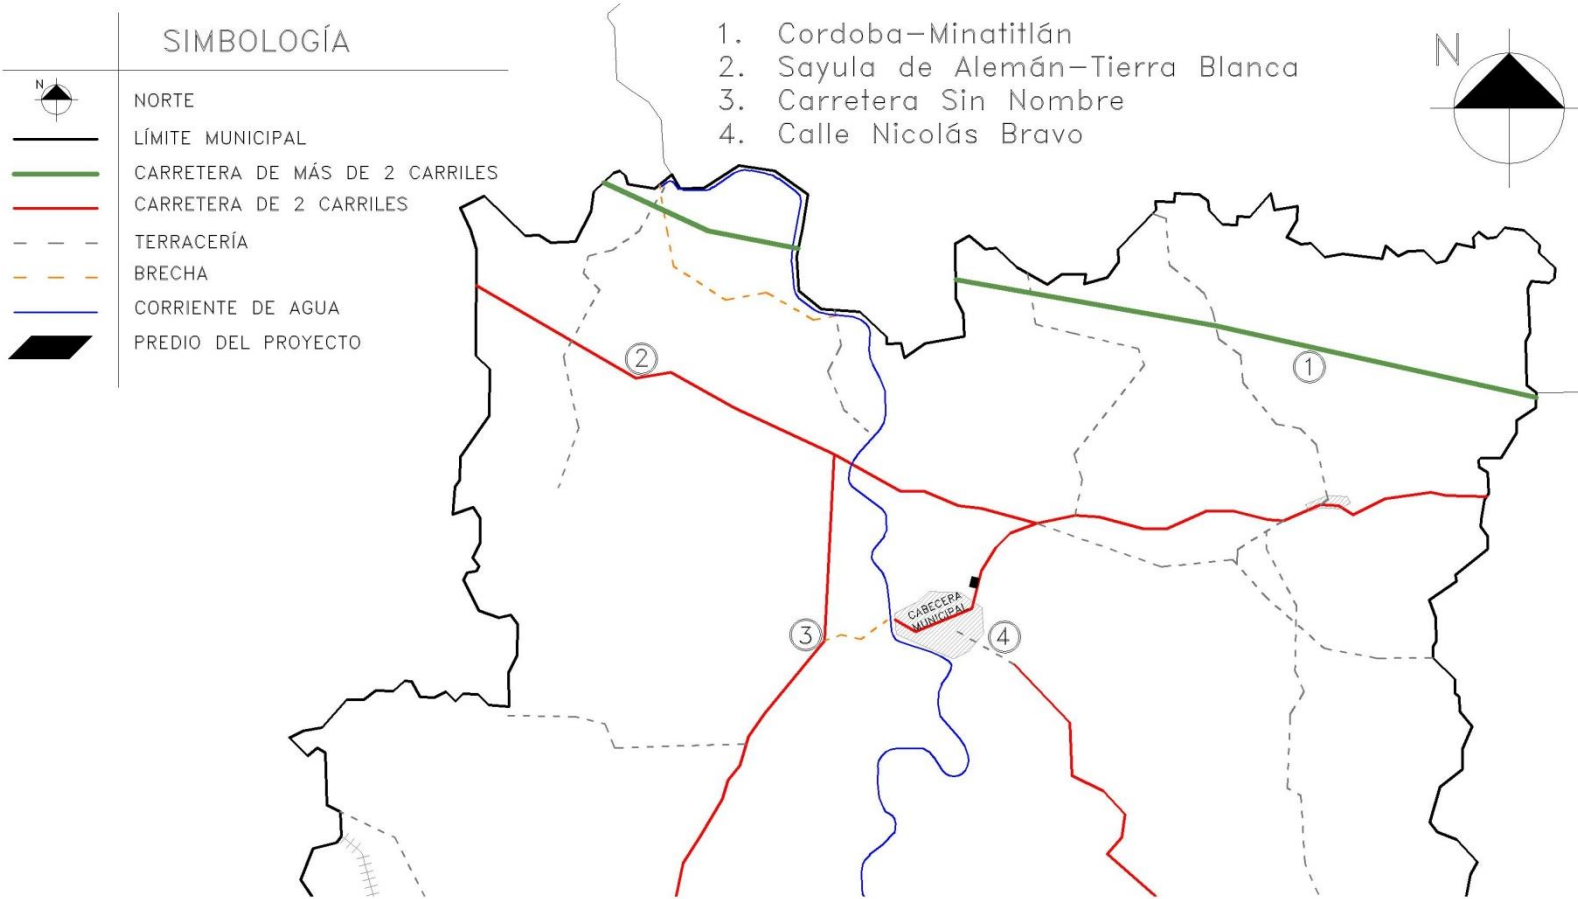 SIMBOLOGÍA
N
NORTE
LÍMITE MUNICIPAL
CARRETERA DE MÁS DE 2 CARRILES
CARRETERA DE 2 CARRILES
TERRACERÍA
BRECHA
CORRIENTE DE AGUA
PREDIO DEL PROYECTO
1. Cordoba-Minatitlán
2. Sayula de Alemán-Tierra Blanca
3. Carretera Sin Nombre
4. Calle Nicolás Bravo
N
2
1
CABECERA
MUNICIPAL
3
4